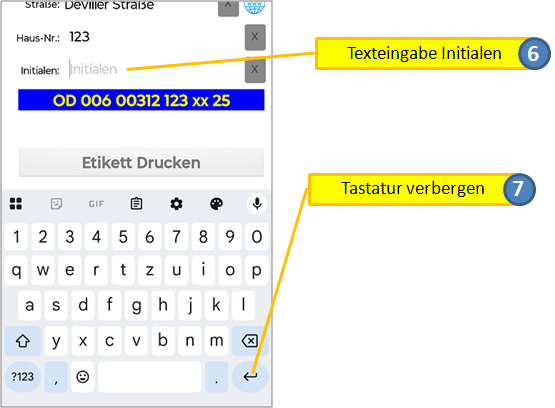 Straße: Deviller Straße X
Haus-Nr.: 123 X
Initialen: Initialen X
Texteingabe Initialen 6
OD 006 00312 123 xx 25
Etikett Drucken
Tastatur verbergen 7
GIF
1 2 3 4 5 6 7 8 9 0
q w e r t z u i o p
a s d f g h j k l
y x c v b n m
?123 , .